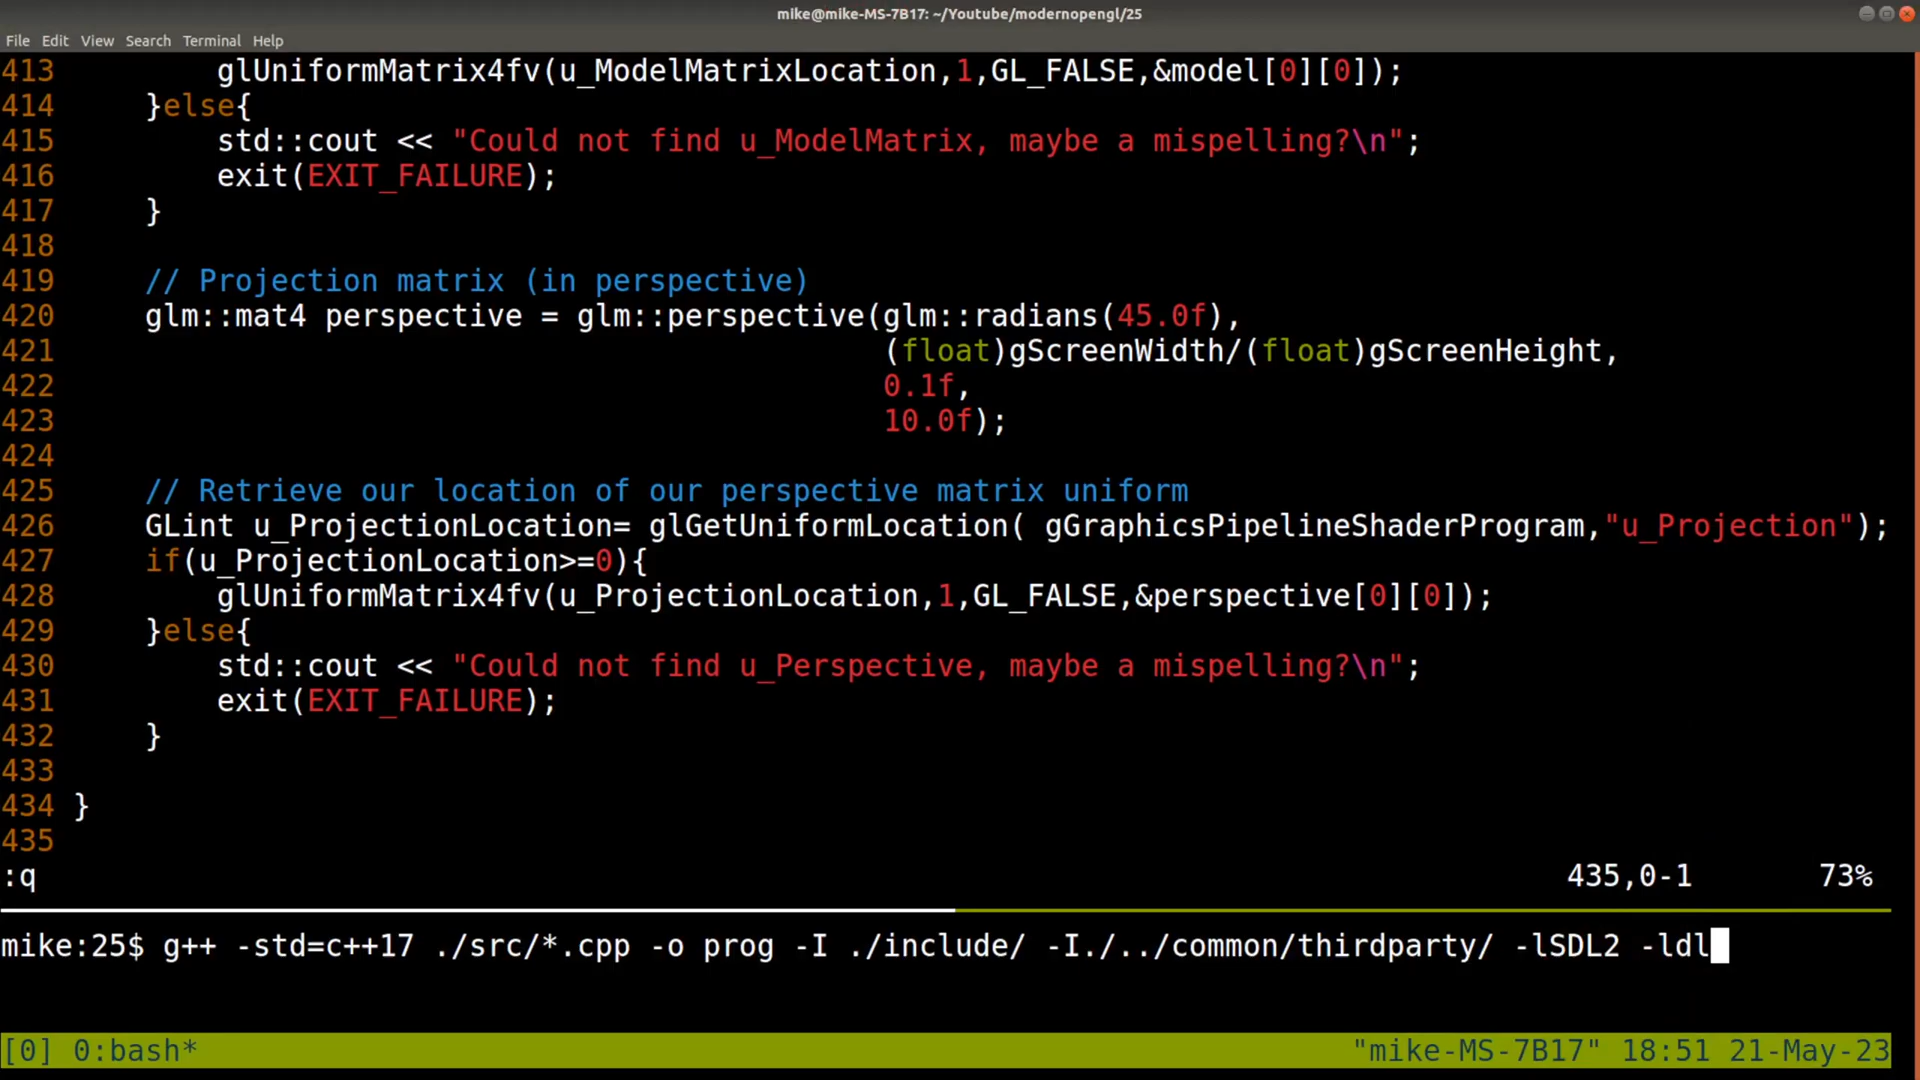 mike@mike-MS-7B17: ~/Youtube/modernopengl/25
File Edit View Search Terminal Help
413         glUniformMatrix4fv(u_ModelMatrixLocation,1,GL_FALSE,&model[0][0]);
414     }else{
415         std::cout << "Could not find u_ModelMatrix, maybe a mispelling?\n";
416         exit(EXIT_FAILURE);
417     }
418
419     // Projection matrix (in perspective)
420     glm::mat4 perspective = glm::perspective(glm::radians(45.0f),
421                                              (float)gScreenWidth/(float)gScreenHeight,
422                                              0.1f,
423                                              10.0f);
424
425     // Retrieve our location of our perspective matrix uniform
426     GLint u_ProjectionLocation= glGetUniformLocation( gGraphicsPipelineShaderProgram,"u_Projection");
427     if(u_ProjectionLocation>=0){
428         glUniformMatrix4fv(u_ProjectionLocation,1,GL_FALSE,&perspective[0][0]);
429     }else{
430         std::cout << "Could not find u_Perspective, maybe a mispelling?\n";
431         exit(EXIT_FAILURE);
432     }
433
434 }
435
:q 435,0-1 73%
mike:25$ g++ -std=c++17 ./src/*.cpp -o prog -I ./include/ -I./../common/thirdparty/ -lSDL2 -ldl
[0] 0:bash* "mike-MS-7B17" 18:51 21-May-23